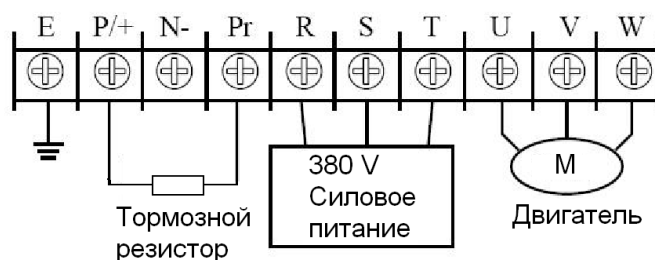 E P/+ N- Pr R S T U V W
380 V
Силовое
питание
M
Тормозной
резистор
Двигатель